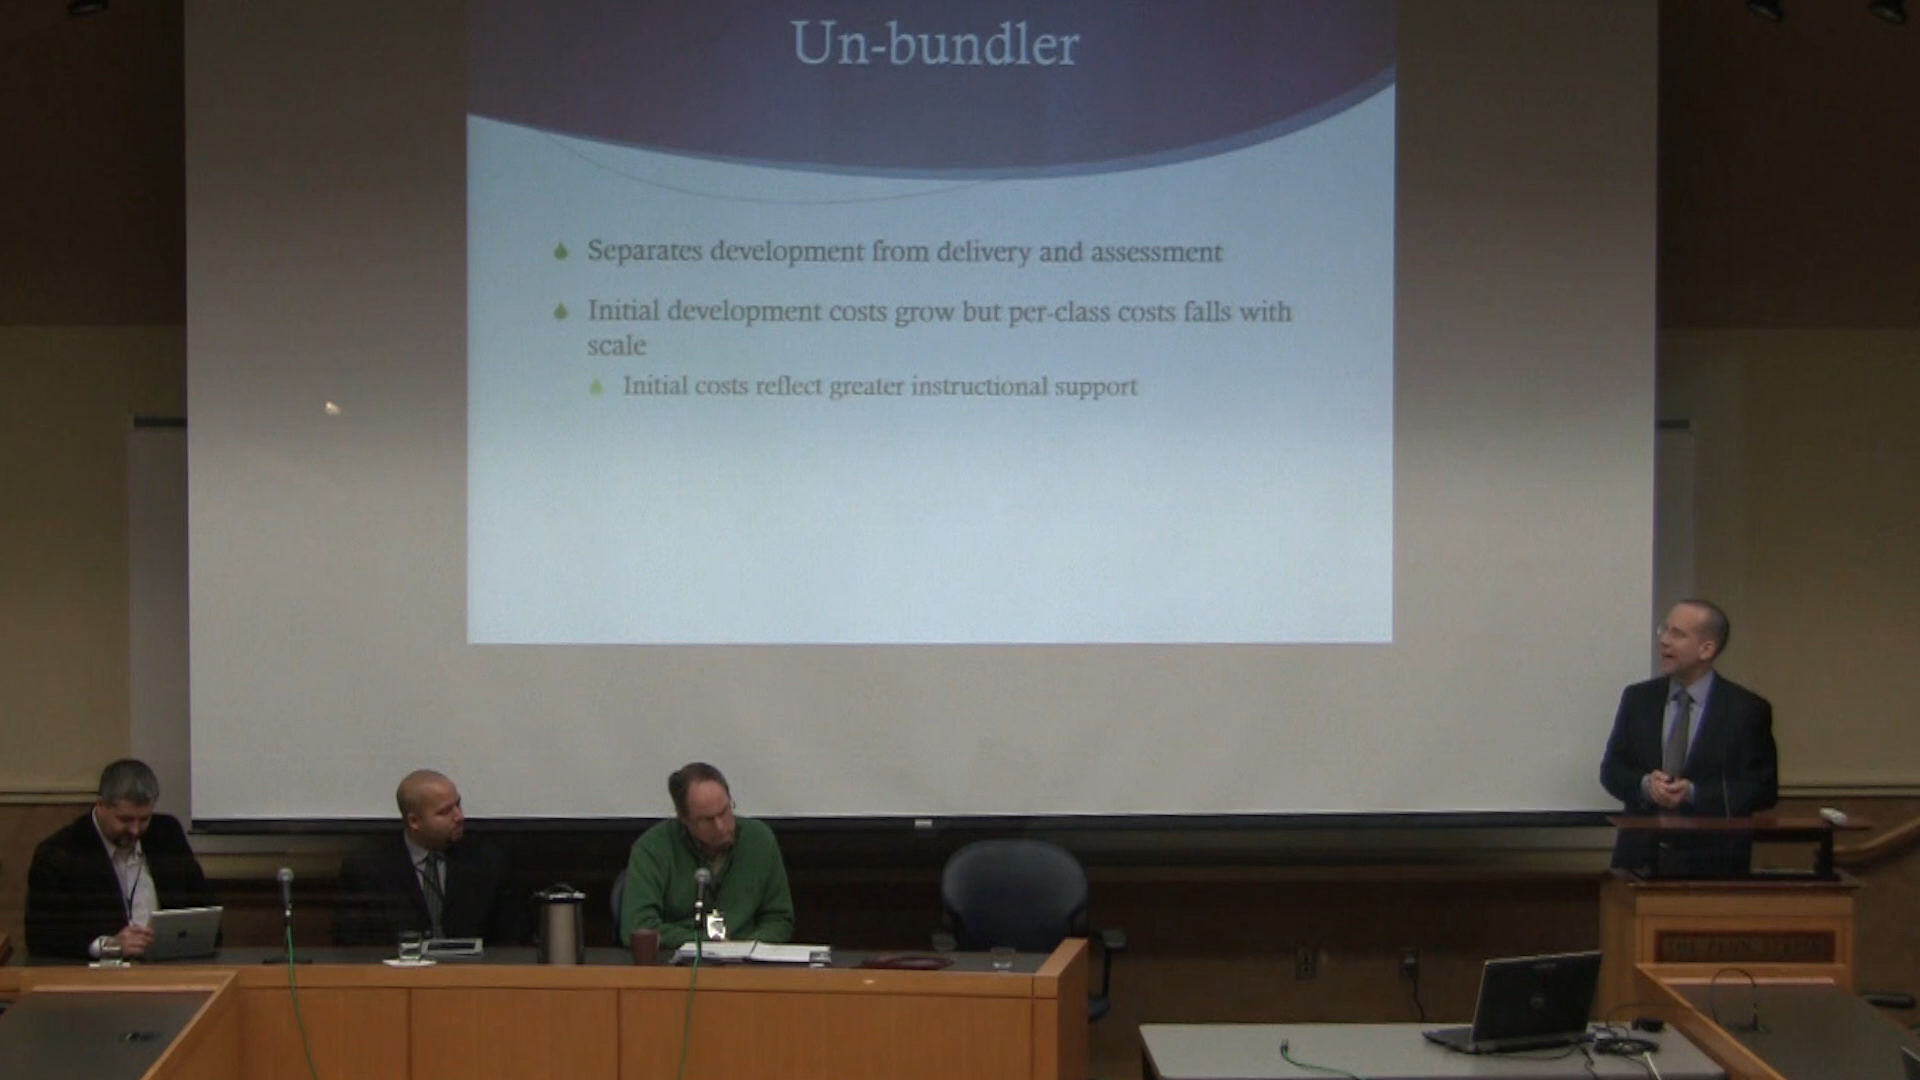 Un-bundler
Separates development from delivery and assessment
Initial development costs grow but per-class costs falls with
scale
Initial costs reflect greater instructional support